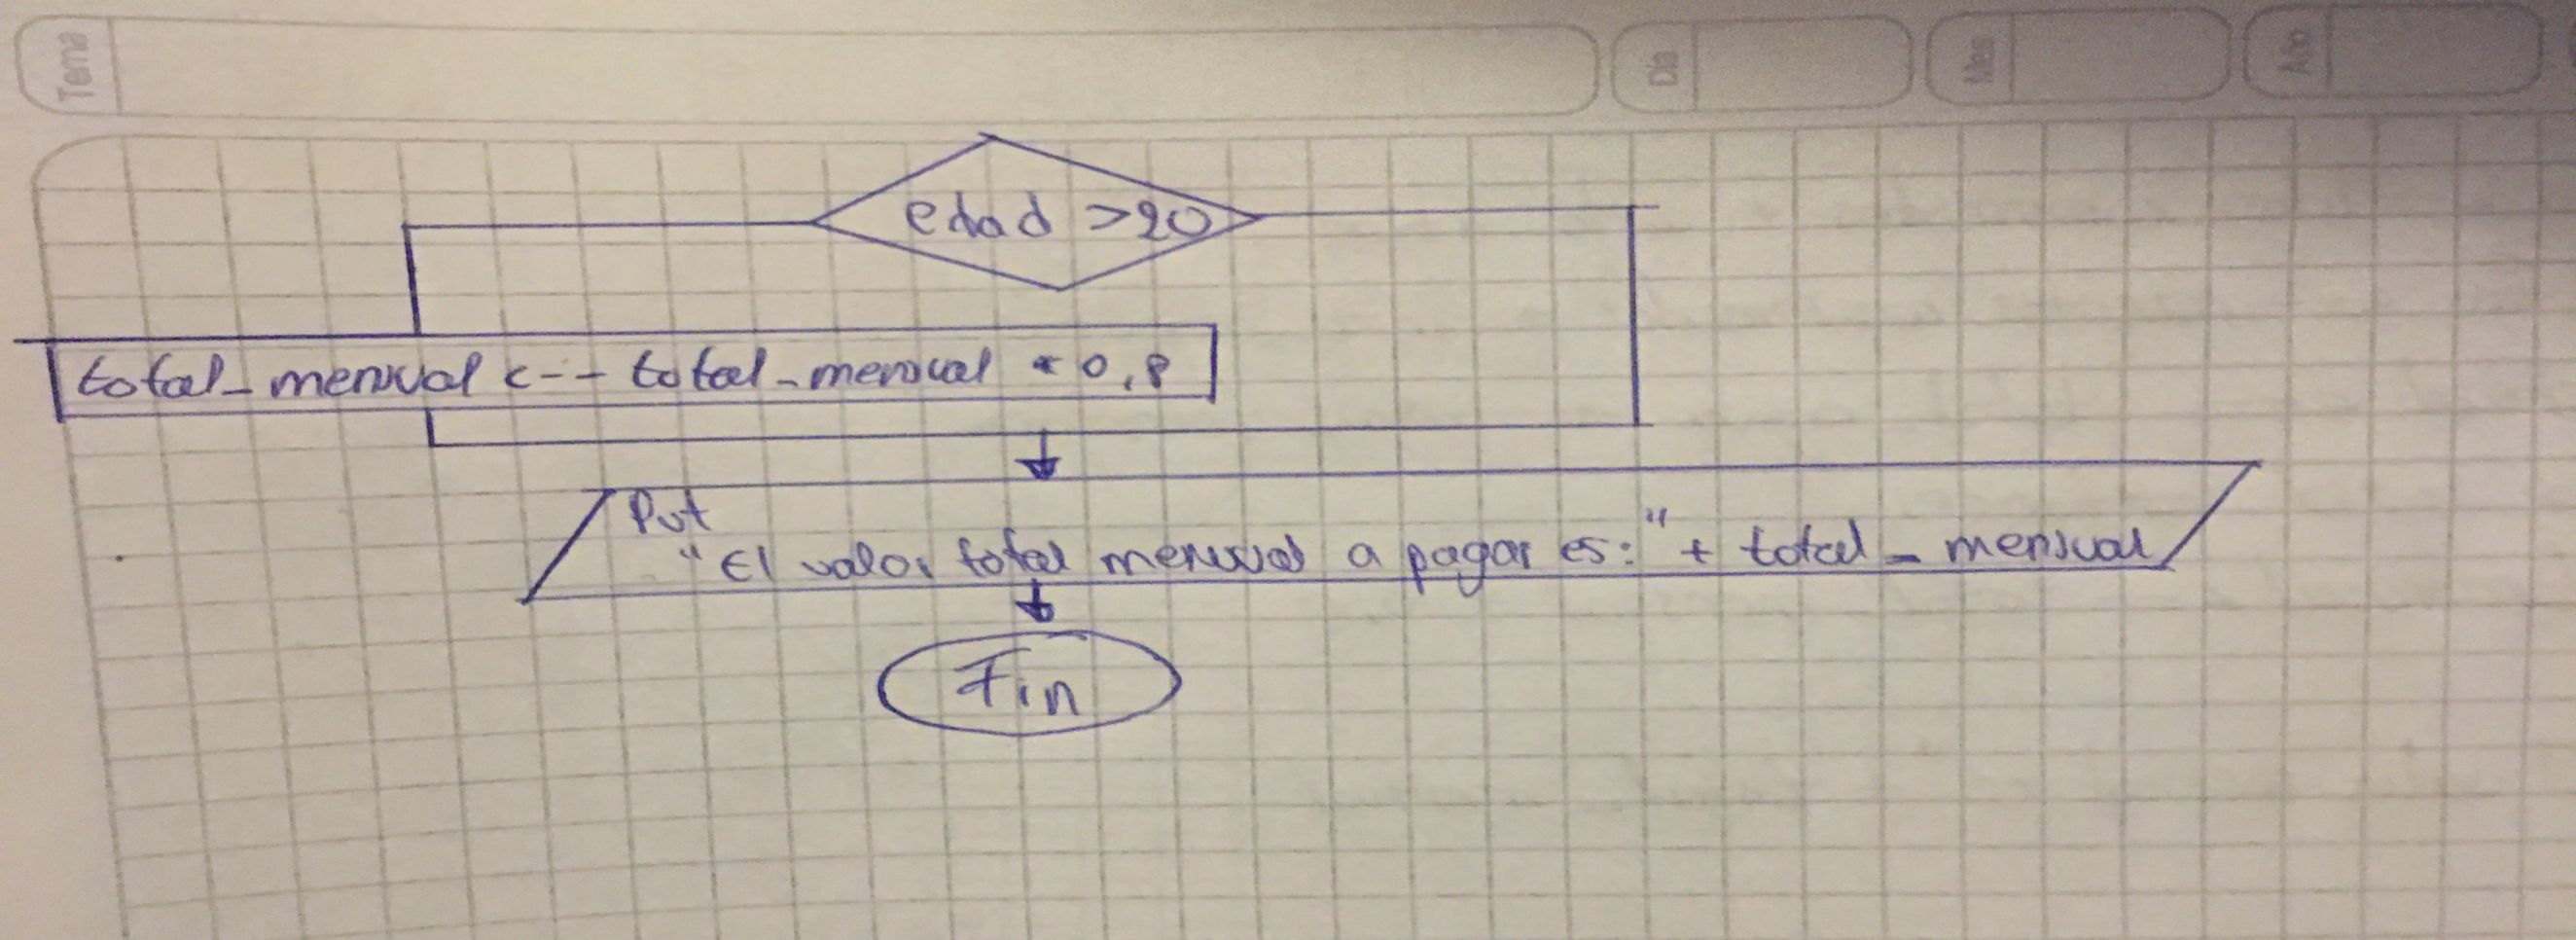 Tema Día Mes Año
edad >20
total_mensual <-- total_mensual * 0,8
Put
"El valor total mensual a pagar es:" + total_mensual
Fin